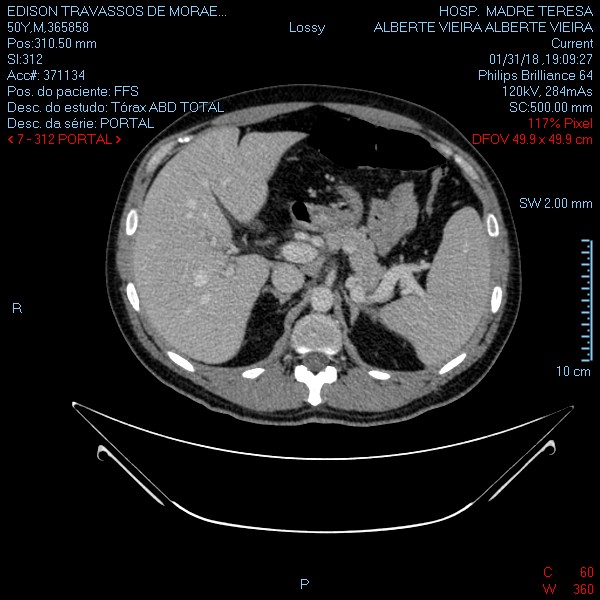 EDISON TRAVASSOS DE MORAE...
50Y,M,365858
Pos:310.50 mm
Sl:312
Acc#: 371134
Pos. do paciente: FFS
Desc. do estudo: Tórax ABD TOTAL
Desc. da série: PORTAL
< 7 - 312 PORTAL >
Lossy
HOSP. MADRE TERESA
ALBERTE VIEIRA ALBERTE VIEIRA
Current
01/31/18 ,19:09:27
Philips Brilliance 64
120kV, 284mAs
SC:500.00 mm
117% Pixel
DFOV 49.9 x 49.9 cm
SW 2.00 mm
R
10 cm
P
C 60
W 360